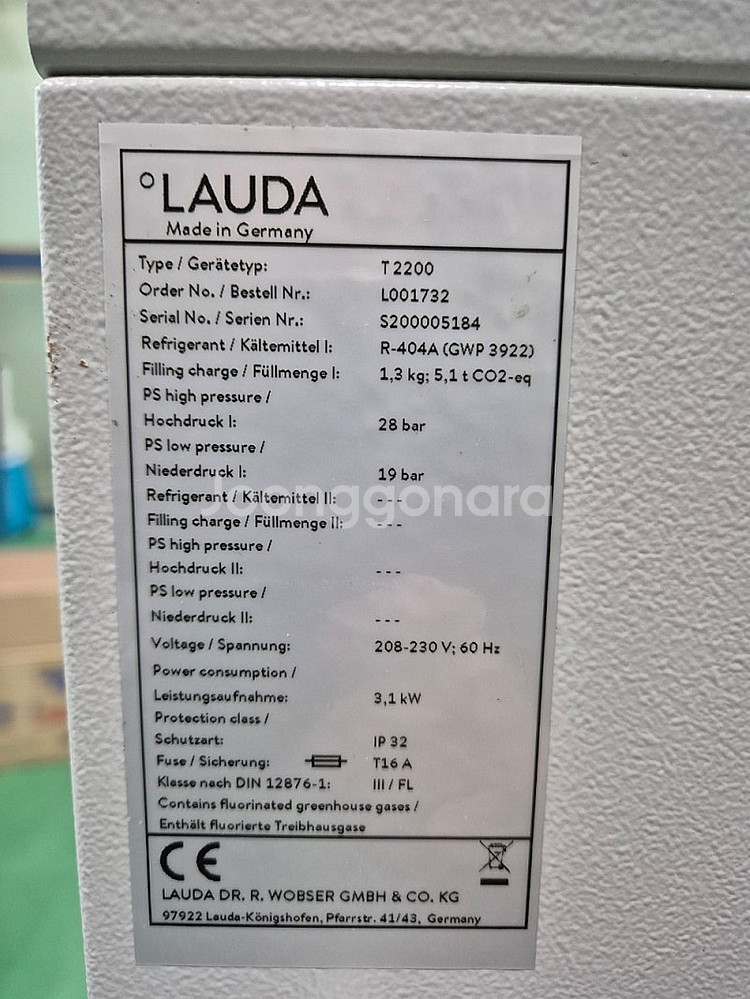 °LAUDA
Made in Germany
Type / Gerätetyp: T 2200
Order No. / Bestell Nr.: L001732
Serial No. / Serien Nr.: S200005184
Refrigerant / Kältemittel I: R-404A (GWP 3922)
Filling charge / Füllmenge I: 1,3 kg; 5,1 t CO2-eq
PS high pressure /
Hochdruck I: 28 bar
PS low pressure /
Niederdruck I: 19 bar
Joonggonara
Refrigerant / Kältemittel II: ---
Filling charge / Füllmenge II: ---
PS high pressure /
Hochdruck II: ---
PS low pressure /
Niederdruck II: ---
Voltage / Spannung: 208-230 V; 60 Hz
Power consumption /
Leistungsaufnahme: 3,1 kW
Protection class /
Schutzart: IP 32
Fuse / Sicherung: T16 A
Klasse nach DIN 12876-1: III / FL
Contains fluorinated greenhouse gases /
Enthält fluorierte Treibhausgase
CE
LAUDA DR. R. WOBSER GMBH & CO. KG
97922 Lauda-Königshofen, Pfarrstr. 41/43, Germany